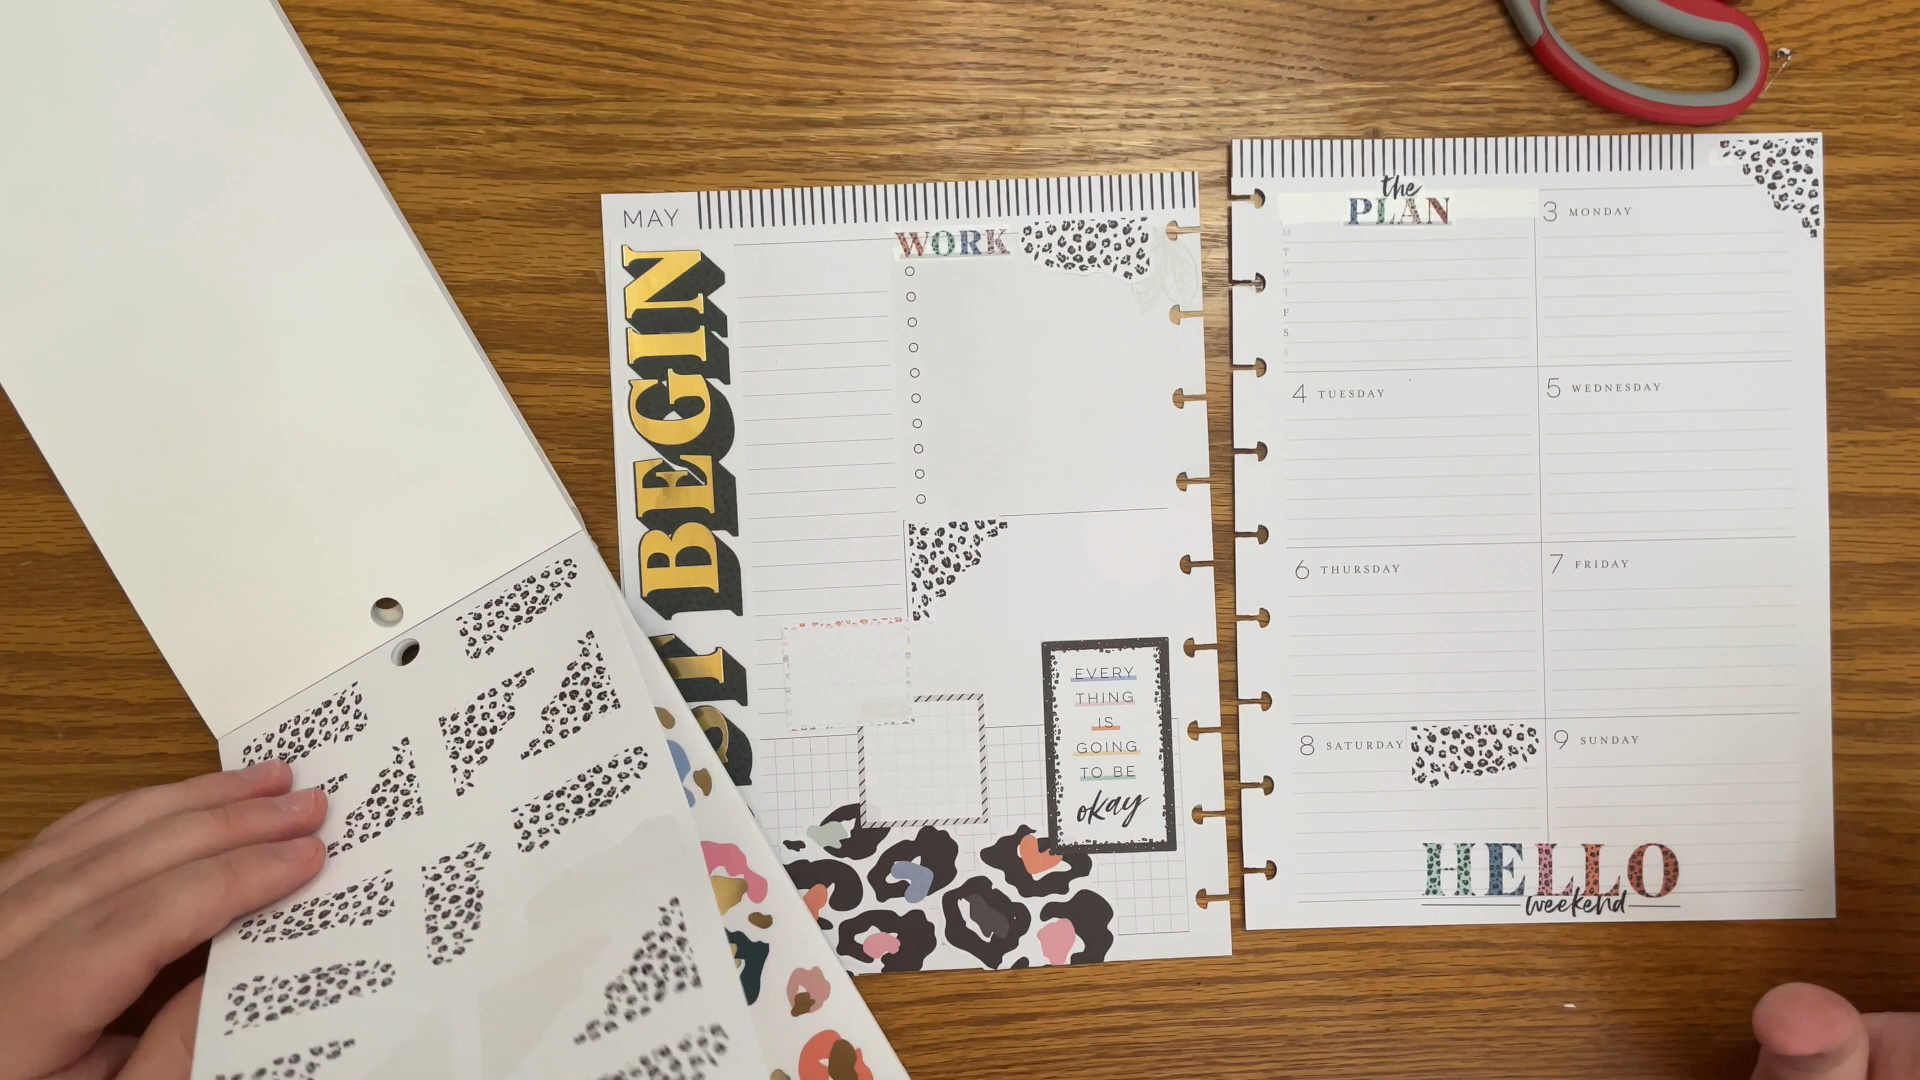 MAY
ST BEGIN
WORK
EVERY
THING
IS
GOING
TO BE
okay
the
PLAN
M
T
W
T
F
S
S
3 MONDAY
4 TUESDAY
5 WEDNESDAY
6 THURSDAY
7 FRIDAY
8 SATURDAY
9 SUNDAY
HELLO
weekend